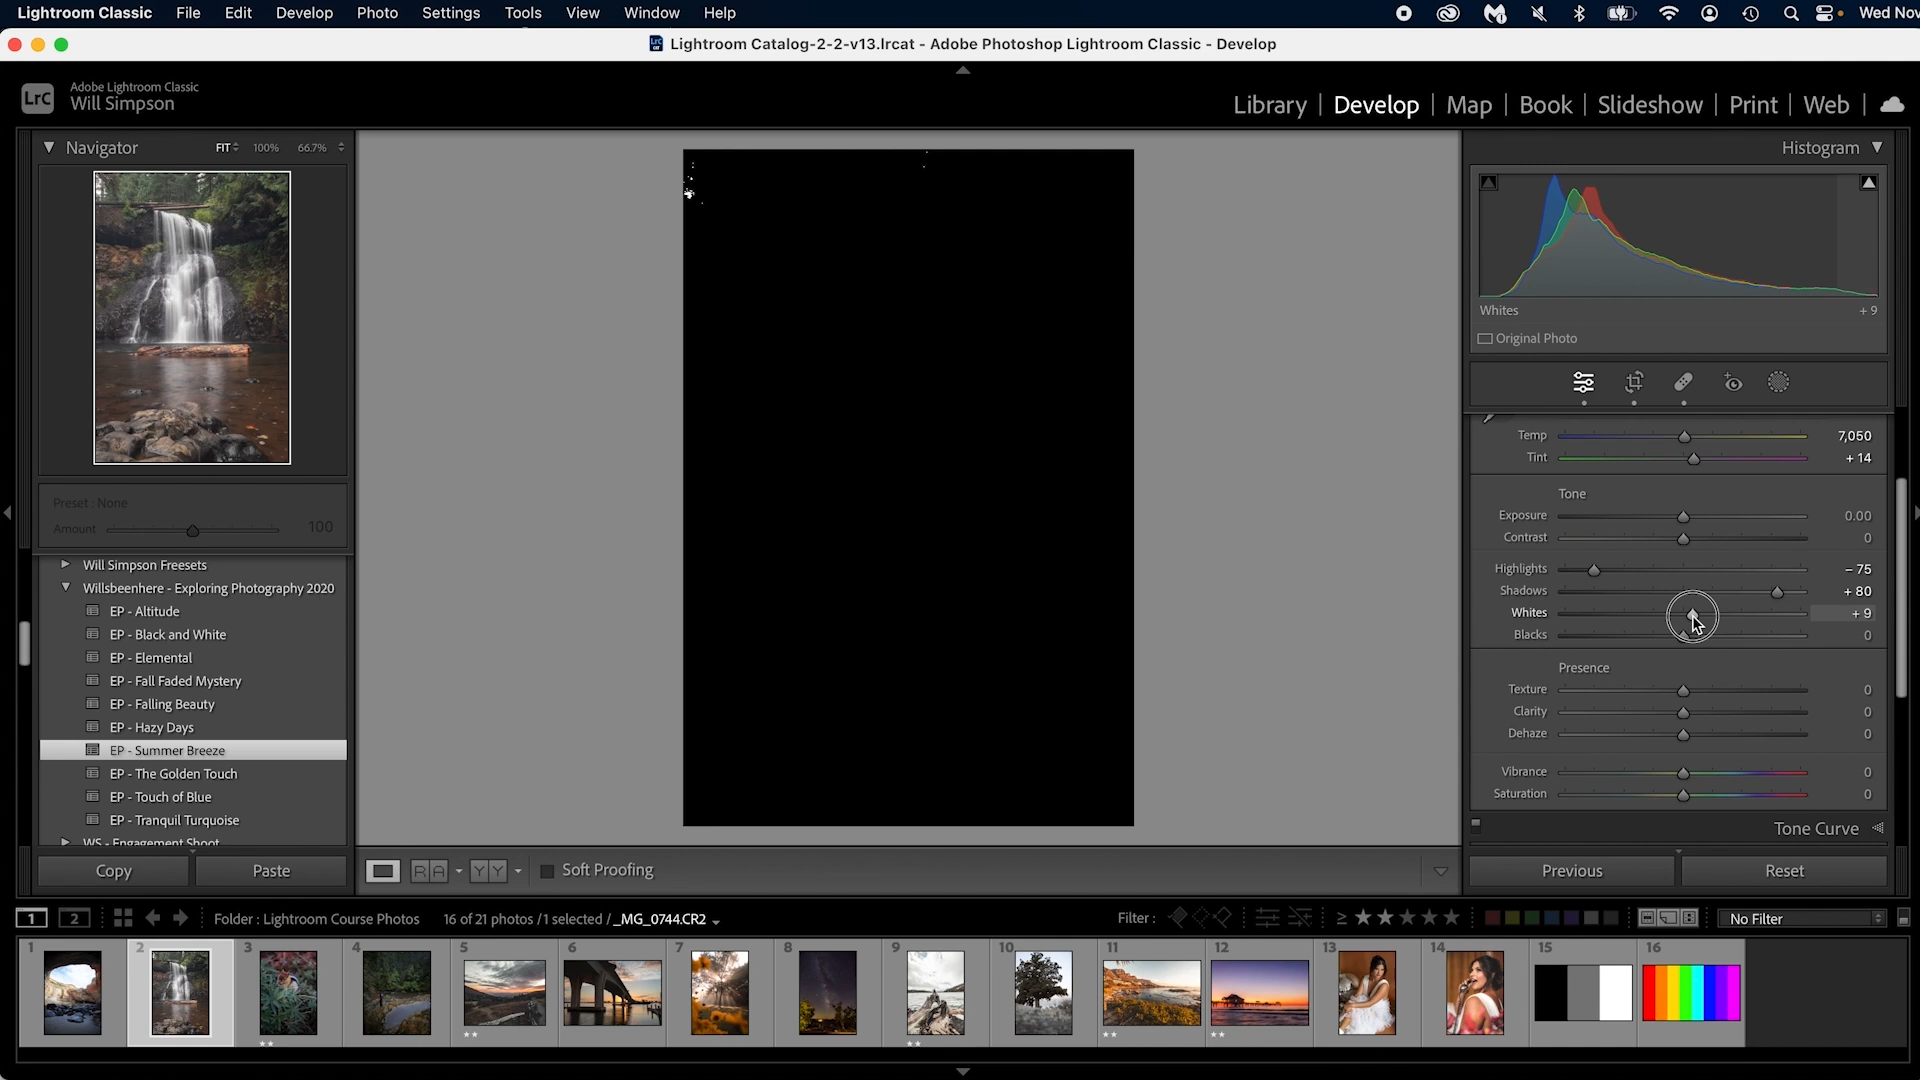 Lightroom Classic File Edit Develop Photo Settings Tools View Window Help Wed Nov
LrC Lightroom Catalog-2-2-v13.lrcat - Adobe Photoshop Lightroom Classic - Develop
LrC Adobe Lightroom Classic
Will Simpson
Library | Develop | Map | Book | Slideshow | Print | Web
Navigator FIT 100% 66.7%
Preset : None
Amount 100
Will Simpson Freesets
Willsbeenhere - Exploring Photography 2020
EP - Altitude
EP - Black and White
EP - Elemental
EP - Fall Faded Mystery
EP - Falling Beauty
EP - Hazy Days
EP - Summer Breeze
EP - The Golden Touch
EP - Touch of Blue
EP - Tranquil Turquoise
WS - Engagement Shoot
Copy Paste
R A Y Y Soft Proofing
Histogram
Whites + 9
Original Photo
Temp 7,050
Tint + 14
Tone
Exposure 0.00
Contrast 0
Highlights - 75
Shadows + 80
Whites + 9
Blacks 0
Presence
Texture 0
Clarity 0
Dehaze 0
Vibrance 0
Saturation 0
Tone Curve
Previous Reset
1 2 Folder : Lightroom Course Photos 16 of 21 photos /1 selected /_MG_0744.CR2 Filter : ≥ ★★★★★ No Filter
1 2 3 4 5 6 7 8 9 10 11 12 13 14 15 16